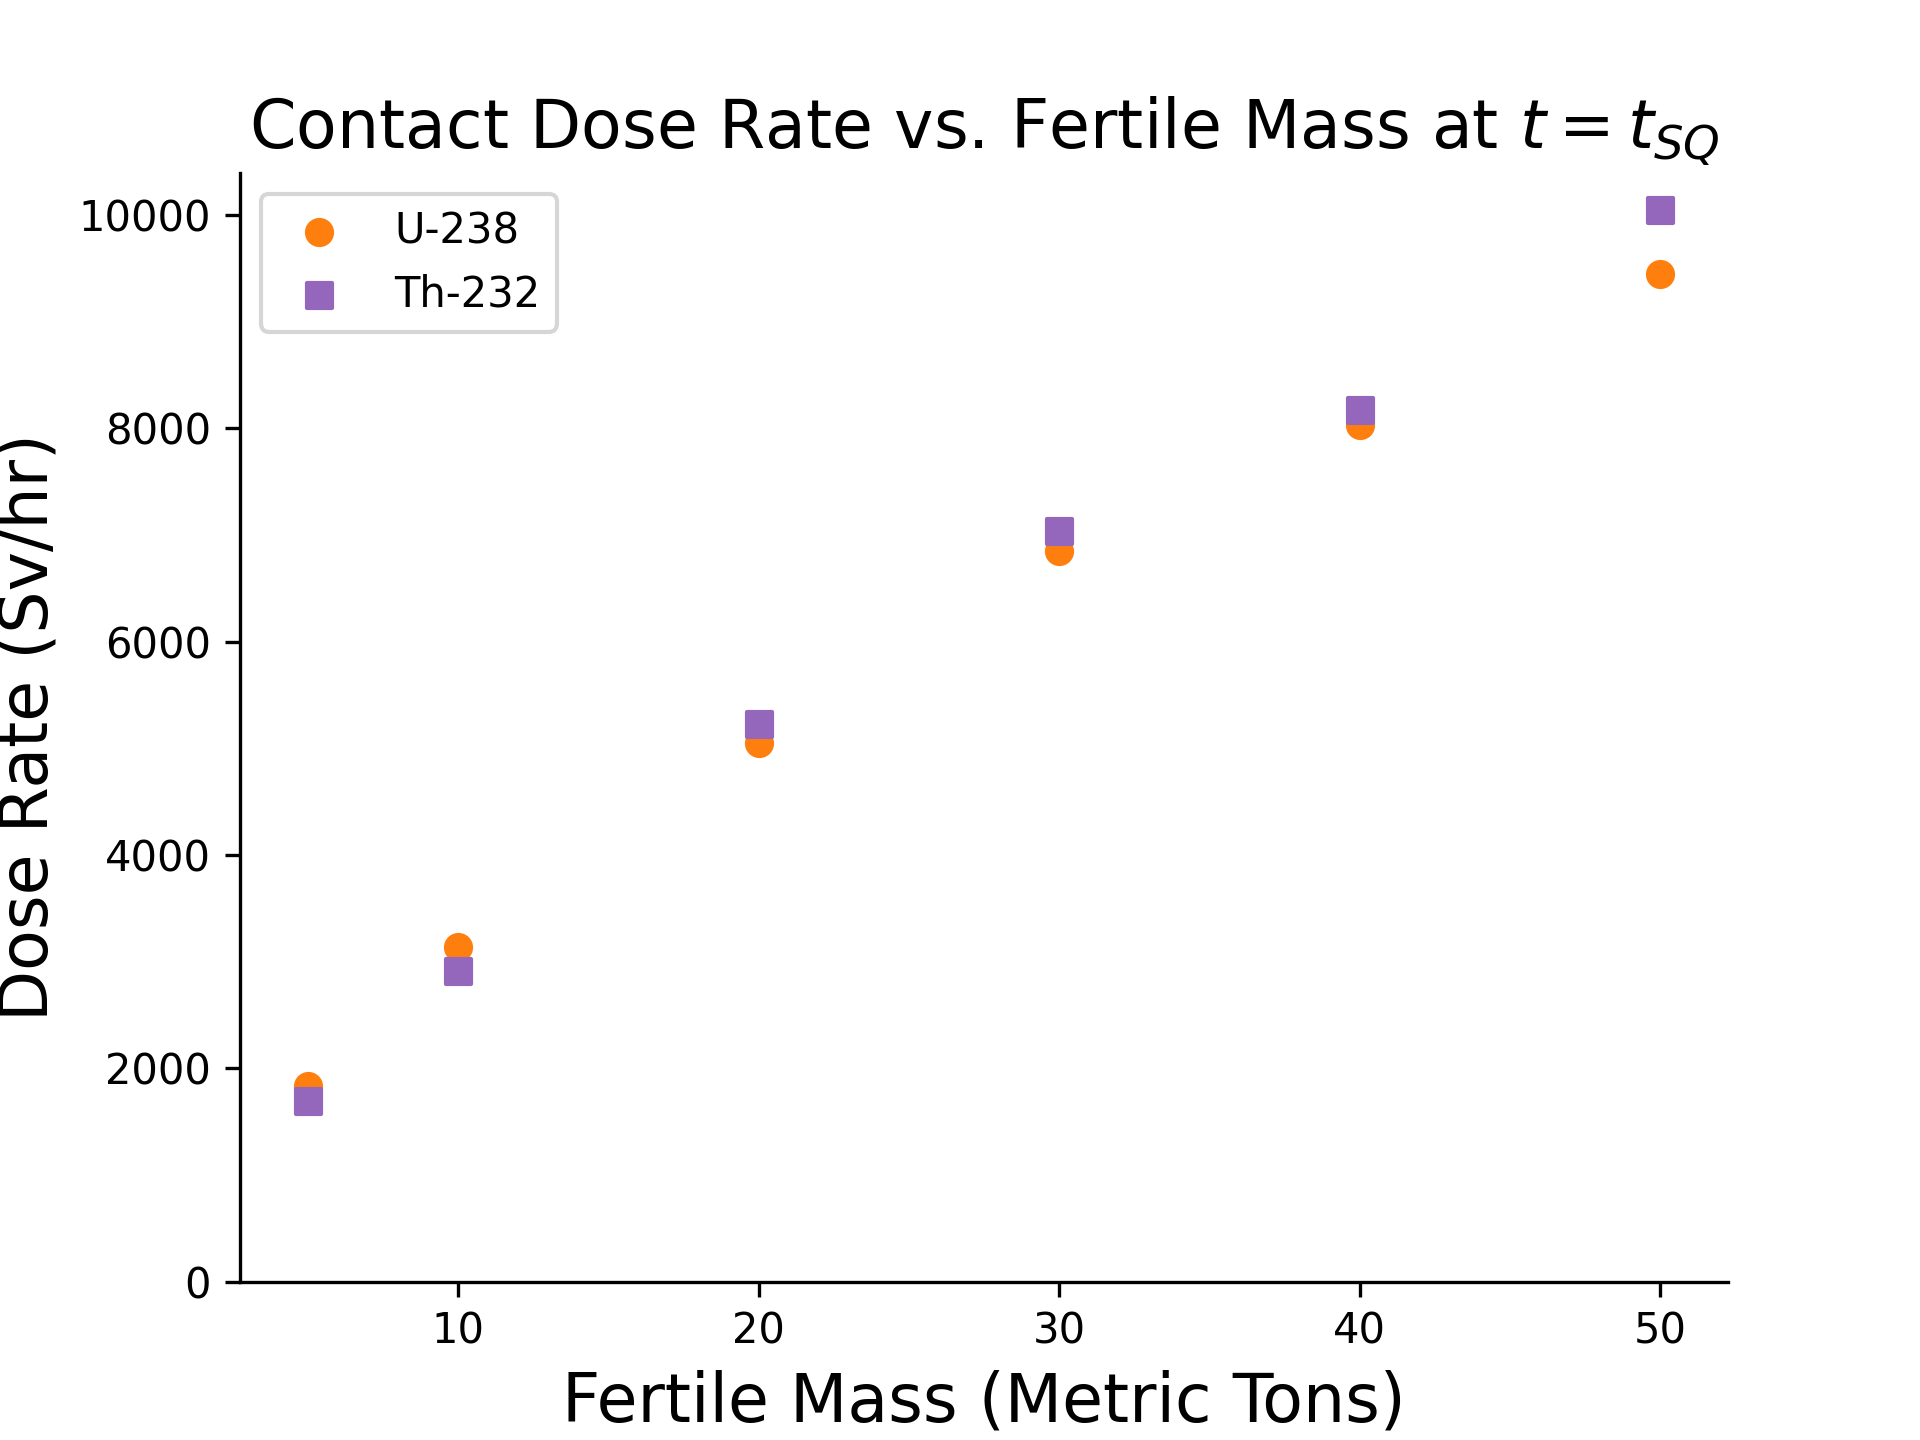 Contact Dose Rate vs. Fertile Mass at t = t_SQ
U-238
Th-232
10000
8000
6000
4000
2000
0
Dose Rate (Sv/hr)
10 20 30 40 50
Fertile Mass (Metric Tons)